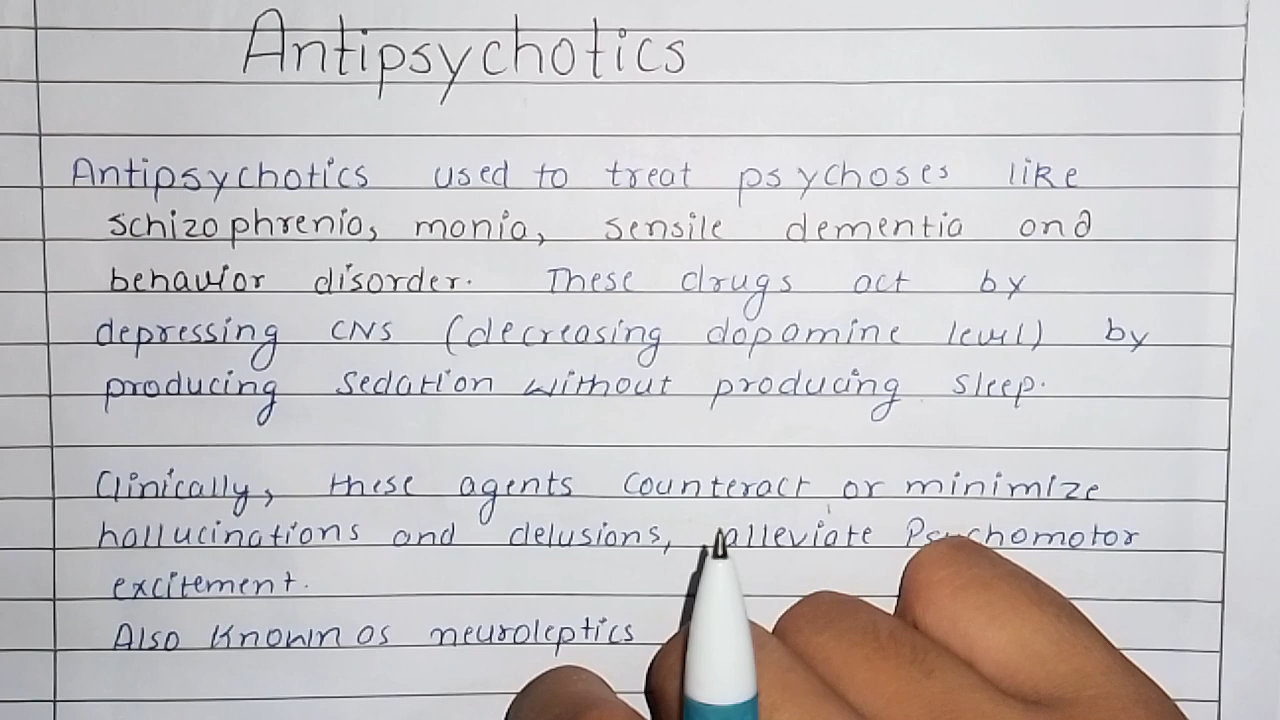 Antipsychotics
Antipsychotics used to treat psychoses like
schizophrenia, mania, sensile dementia and
behavior disorder. These drugs act by
depressing CNS (decreasing dopamine level) by
producing sedation without producing sleep.
Clinically, these agents counteract or minimize
hallucinations and delusions, alleviate Psychomotor
excitement.
Also Known as neuroleptics